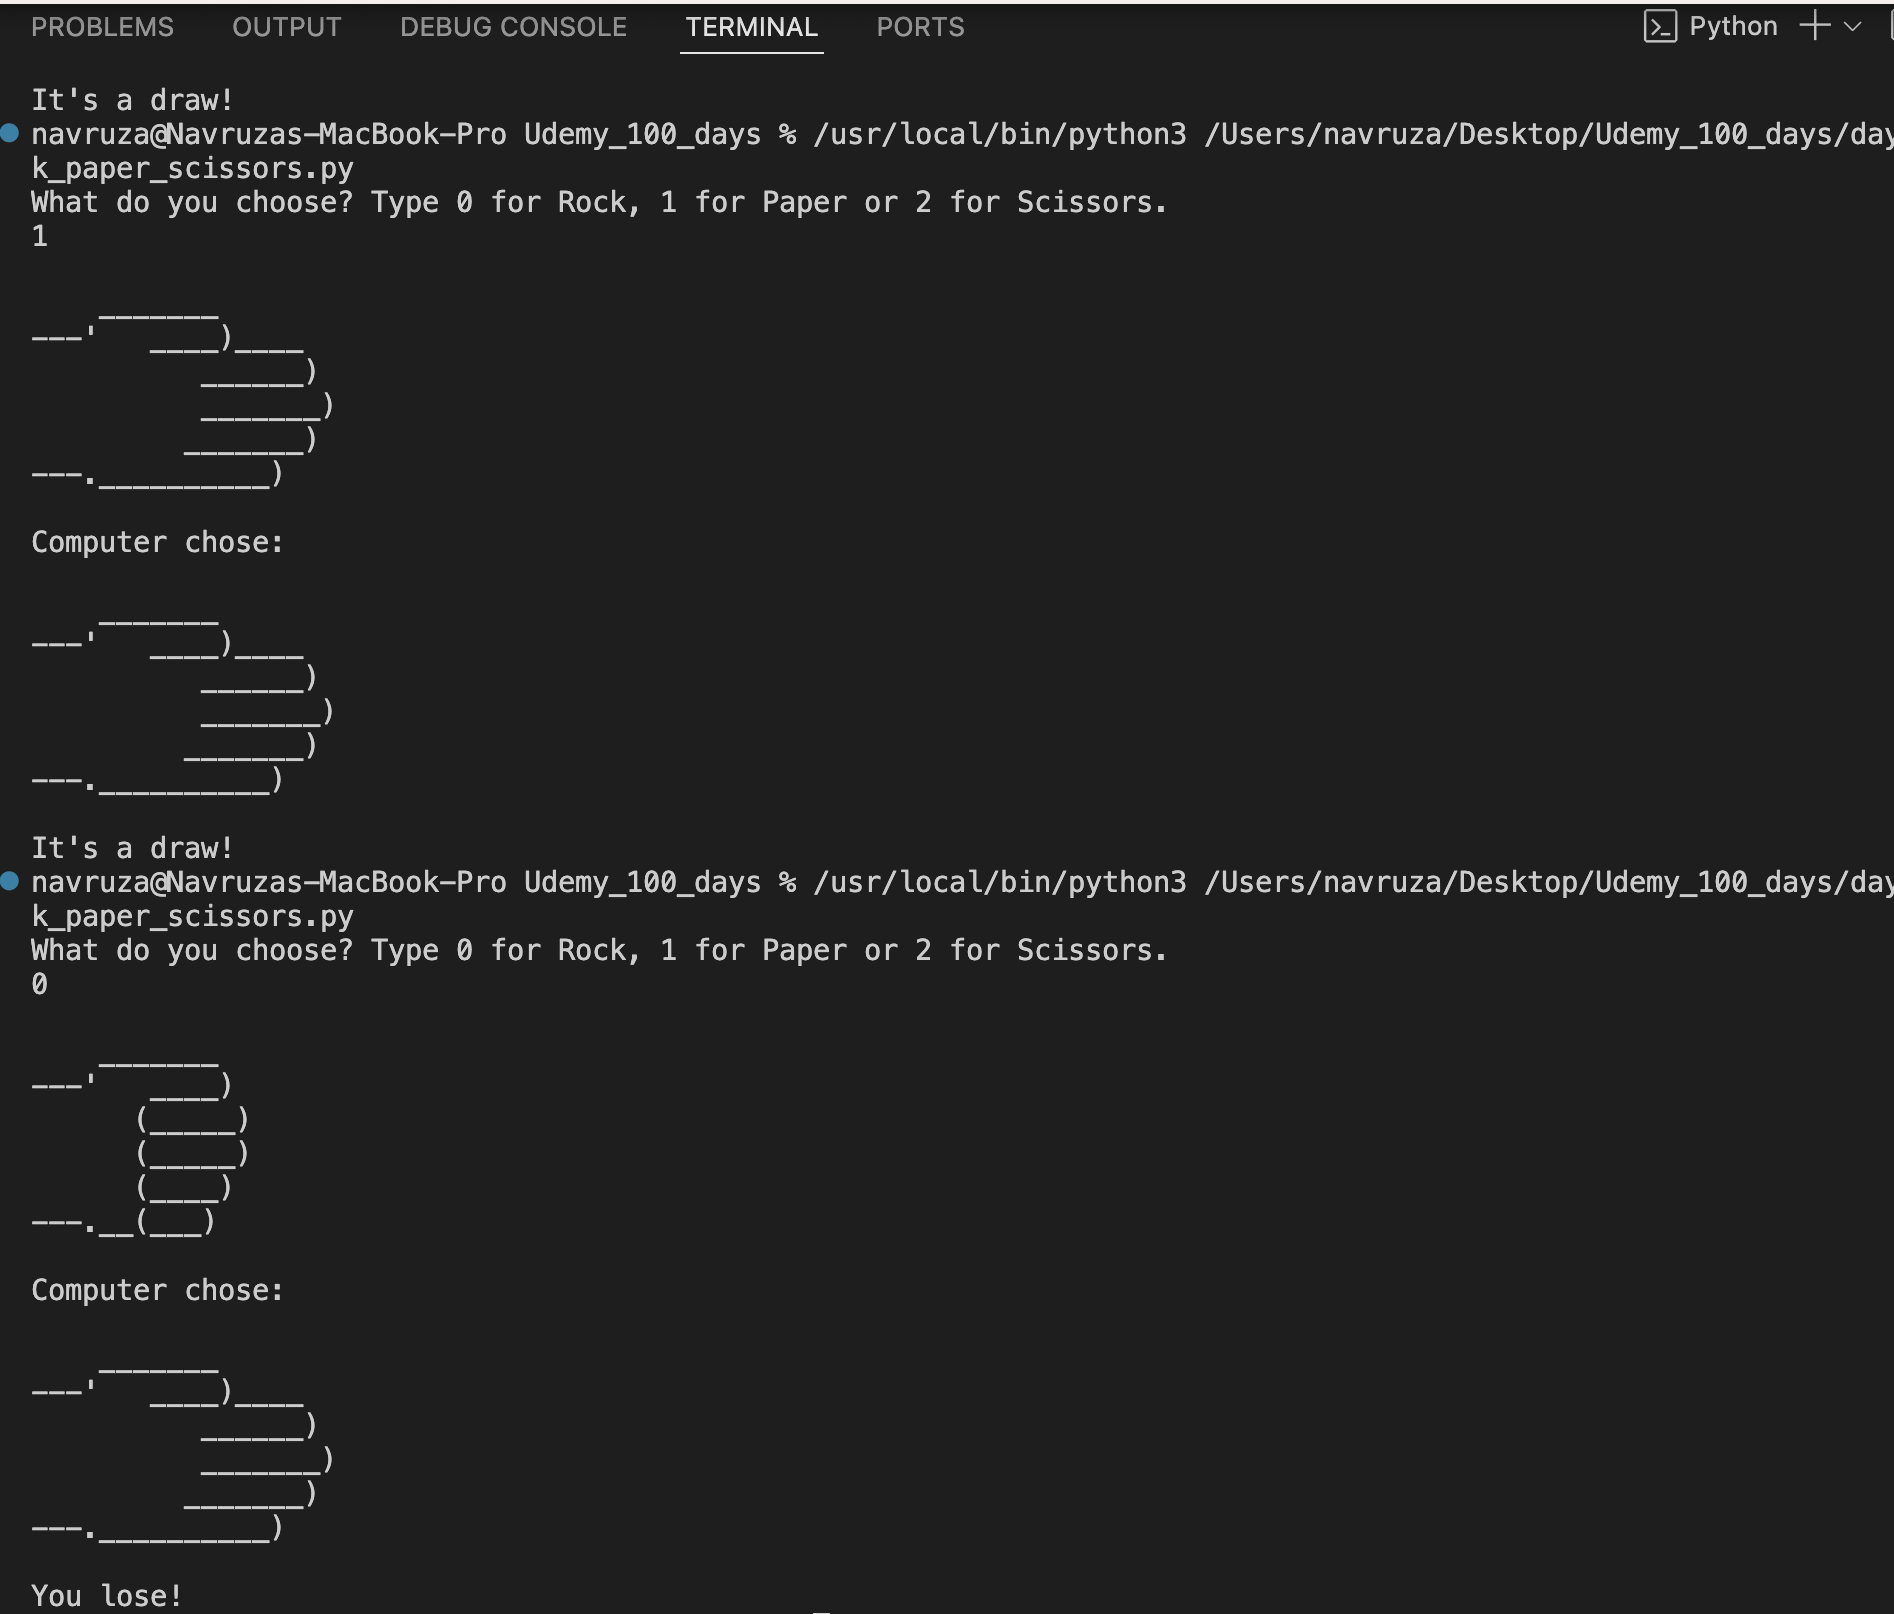 PROBLEMS OUTPUT DEBUG CONSOLE TERMINAL PORTS Python
It's a draw!
navruza@Navruzas-MacBook-Pro Udemy_100_days % /usr/local/bin/python3 /Users/navruza/Desktop/Udemy_100_days/day
k_paper_scissors.py
What do you choose? Type 0 for Rock, 1 for Paper or 2 for Scissors.
1
    _______
---'   ____)____
          ______)
          _______)
         _______)
---.__________)
Computer chose:
    _______
---'   ____)____
          ______)
          _______)
         _______)
---.__________)
It's a draw!
navruza@Navruzas-MacBook-Pro Udemy_100_days % /usr/local/bin/python3 /Users/navruza/Desktop/Udemy_100_days/day
k_paper_scissors.py
What do you choose? Type 0 for Rock, 1 for Paper or 2 for Scissors.
0
    _______
---'   ____)
      (_____)
      (_____)
      (____)
---.__(___)
Computer chose:
    _______
---'   ____)____
          ______)
          _______)
         _______)
---.__________)
You lose!